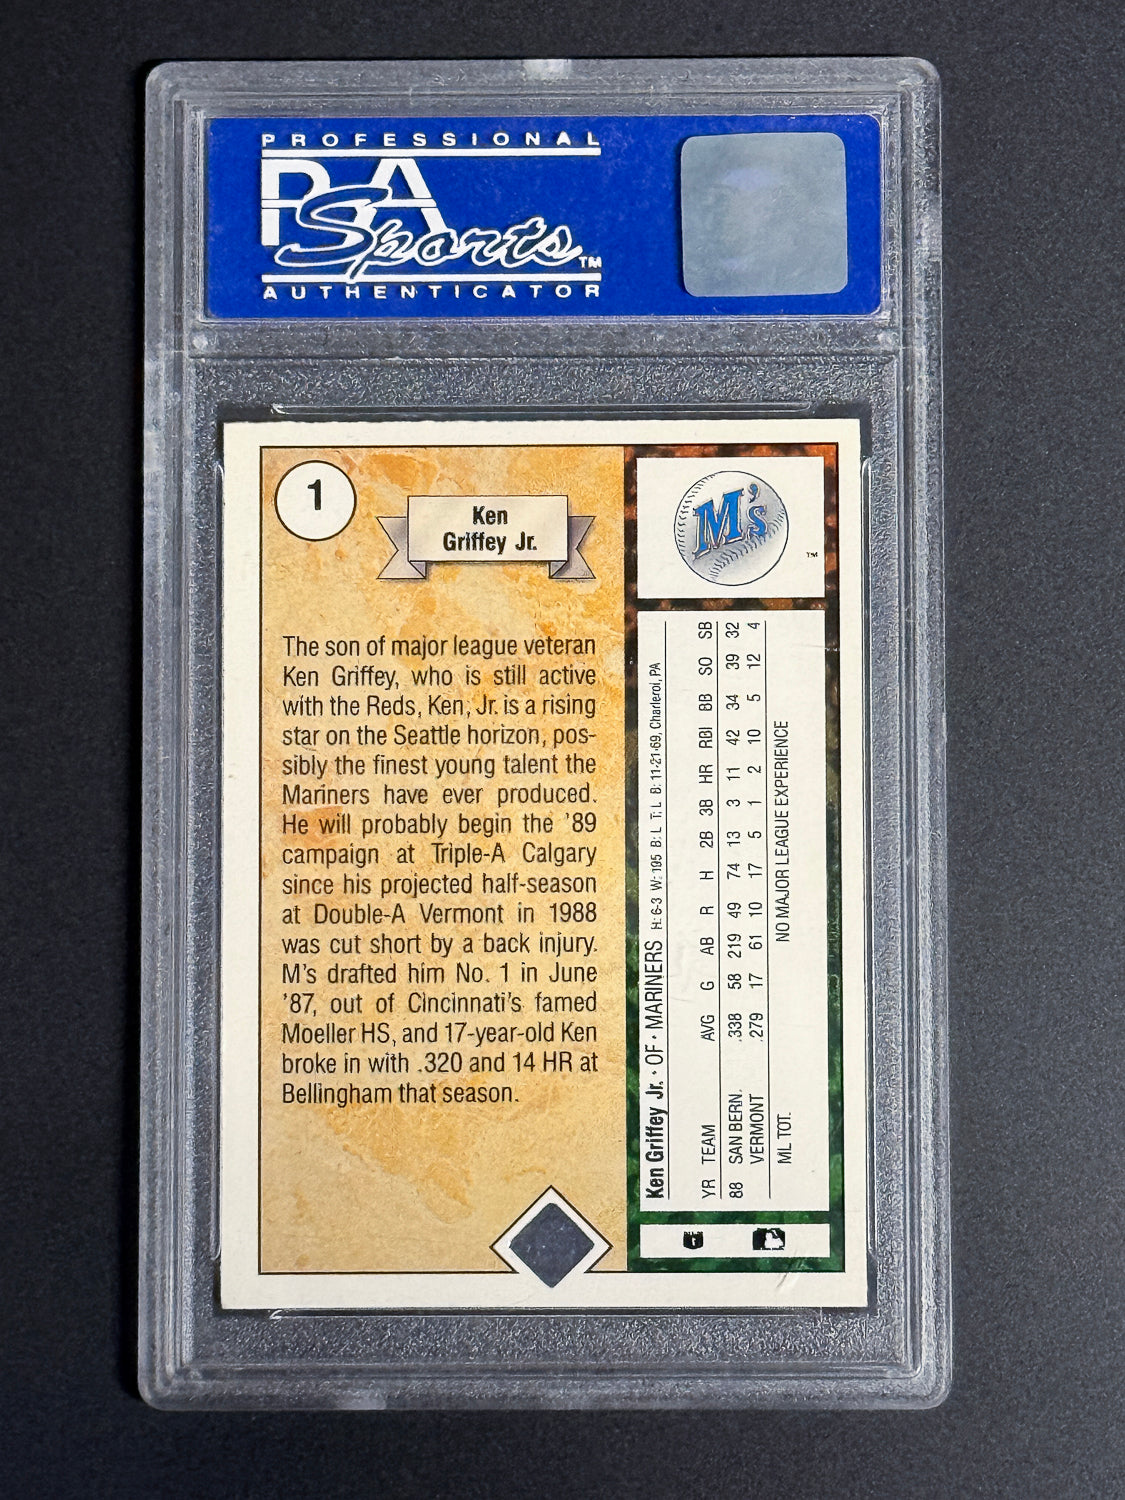 PROFESSIONAL
PSA
Sports™
AUTHENTICATOR
1
Ken
Griffey Jr.
The son of major league veteran
Ken Griffey, who is still active
with the Reds, Ken, Jr. is a rising
star on the Seattle horizon, pos-
sibly the finest young talent the
Mariners have ever produced.
He will probably begin the '89
campaign at Triple-A Calgary
since his projected half-season
at Double-A Vermont in 1988
was cut short by a back injury.
M's drafted him No. 1 in June
'87, out of Cincinnati's famed
Moeller HS, and 17-year-old Ken
broke in with .320 and 14 HR at
Bellingham that season.
M's
TM
Ken Griffey Jr. • OF • MARINERS H: 6-3 W: 195 B: L T: L B: 11-21-69, Charleroi, PA
YR TEAM AVG G AB R H 2B 3B HR RBI BB SO SB
88 SAN BERN. .338 58 219 49 74 13 3 11 42 34 39 32
VERMONT .279 17 61 10 17 5 1 2 10 5 12 4
ML TOT. NO MAJOR LEAGUE EXPERIENCE